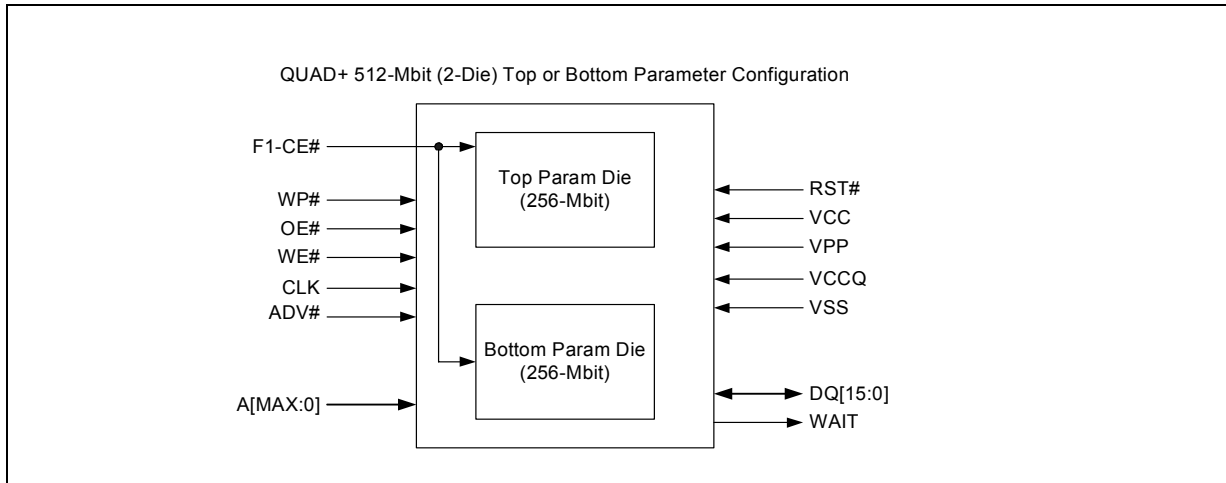 QUAD+ 512-Mbit (2-Die) Top or Bottom Parameter Configuration
F1-CE#
WP#
OE#
WE#
CLK
ADV#
A[MAX:0]
Top Param Die
(256-Mbit)
Bottom Param Die
(256-Mbit)
RST#
VCC
VPP
VCCQ
VSS
DQ[15:0]
WAIT